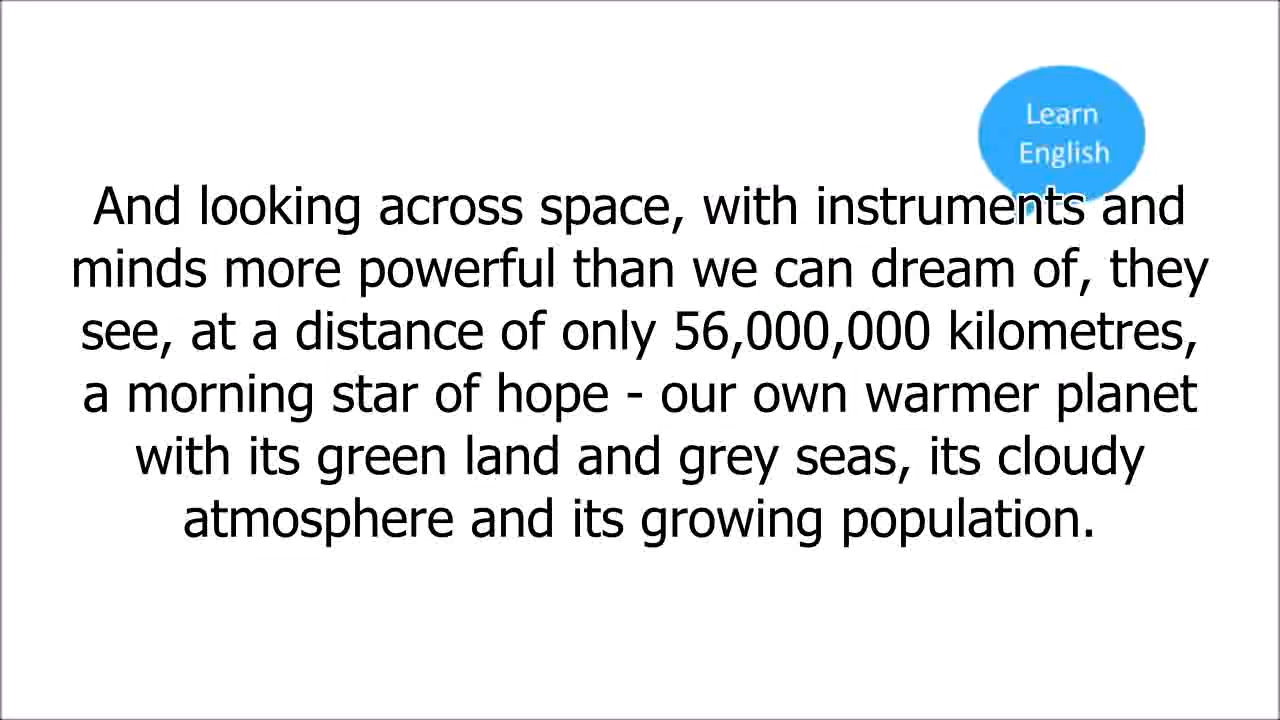 Learn
English
And looking across space, with instruments and
minds more powerful than we can dream of, they
see, at a distance of only 56,000,000 kilometres,
a morning star of hope - our own warmer planet
with its green land and grey seas, its cloudy
atmosphere and its growing population.